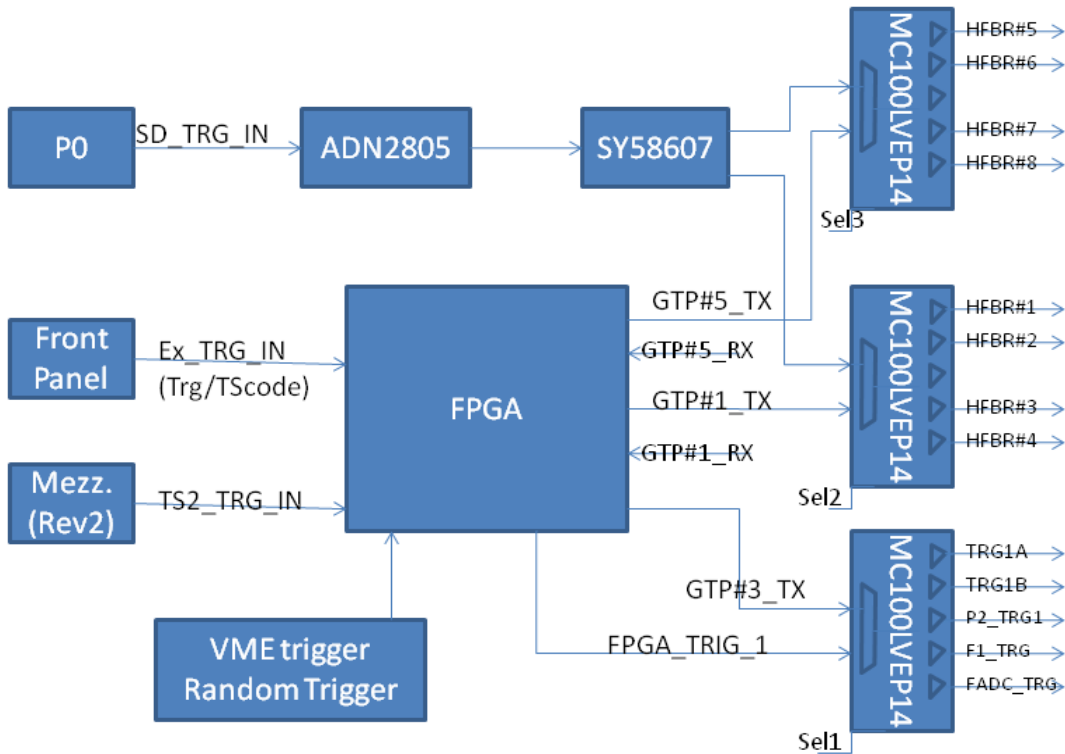 P0
SD_TRG_IN
ADN2805
SY58607
MC100LVEP14
HFBR#5
HFBR#6
HFBR#7
HFBR#8
Sel3
Front
Panel
Ex_TRG_IN
(Trg/TScode)
FPGA
GTP#5_TX
GTP#5_RX
GTP#1_TX
GTP#1_RX
MC100LVEP14
HFBR#1
HFBR#2
HFBR#3
HFBR#4
Sel2
Mezz.
(Rev2)
TS2_TRG_IN
GTP#3_TX
FPGA_TRIG_1
VME trigger
Random Trigger
MC100LVEP14
TRG1A
TRG1B
P2_TRG1
F1_TRG
FADC_TRG
Sel1